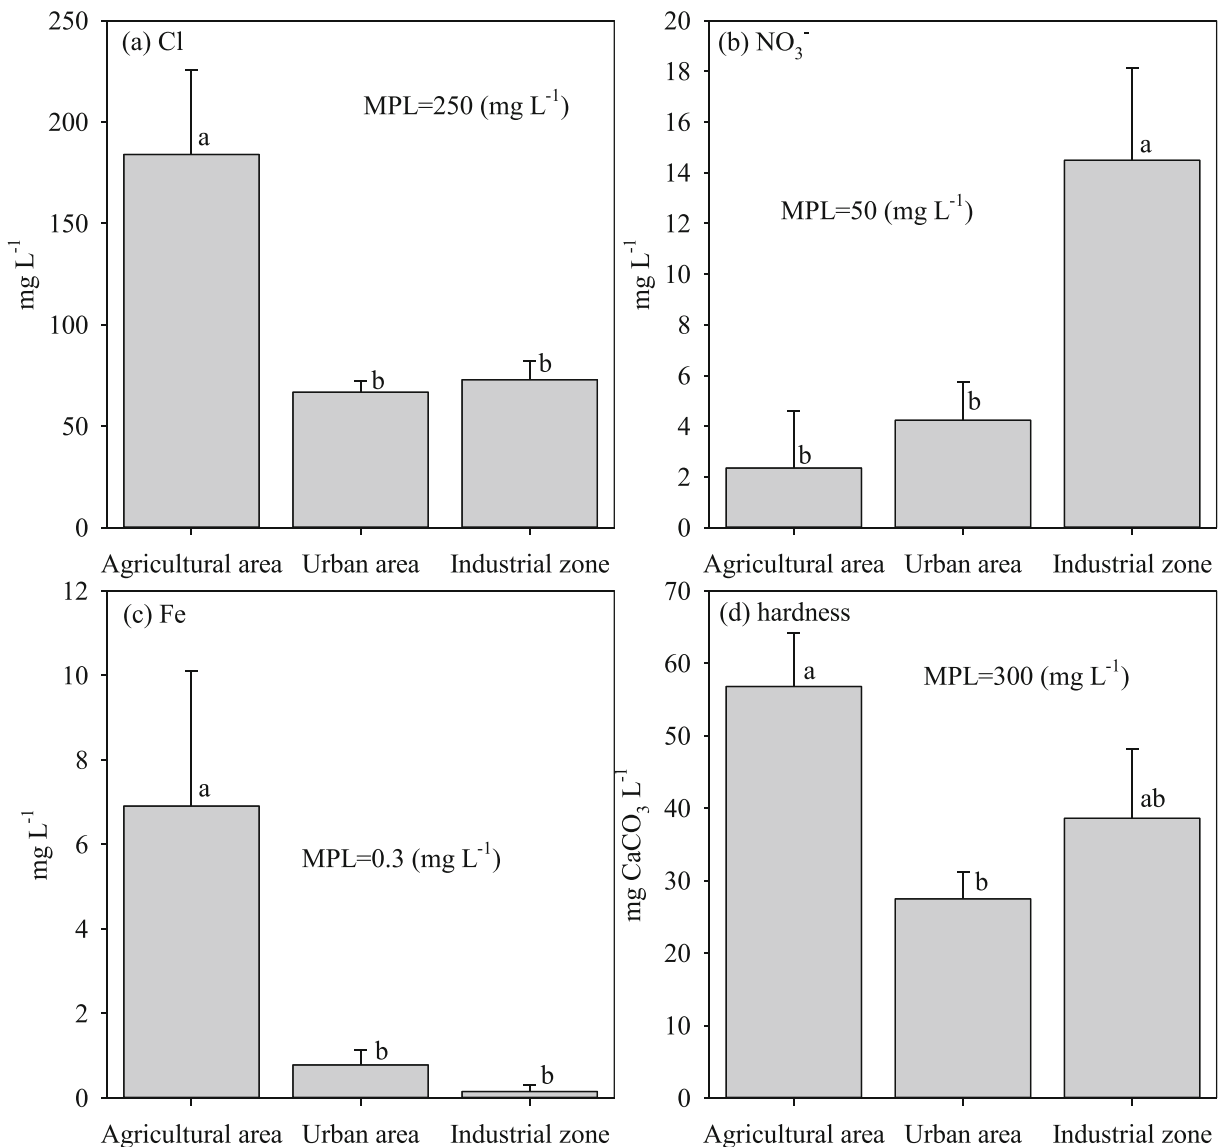 (a) Cl
MPL=250 (mg L⁻¹)
250
200
150
100
50
0
mg L⁻¹
a
b
b
Agricultural area Urban area Industrial zone
(b) NO₃⁻
MPL=50 (mg L⁻¹)
20
18
16
14
12
10
8
6
4
2
0
mg L⁻¹
b
b
a
Agricultural area Urban area Industrial zone
(c) Fe
MPL=0.3 (mg L⁻¹)
12
10
8
6
4
2
0
mg L⁻¹
a
b
b
Agricultural area Urban area Industrial zone
(d) hardness
MPL=300 (mg L⁻¹)
70
60
50
40
30
20
10
0
mg CaCO₃ L⁻¹
a
b
ab
Agricultural area Urban area Industrial zone